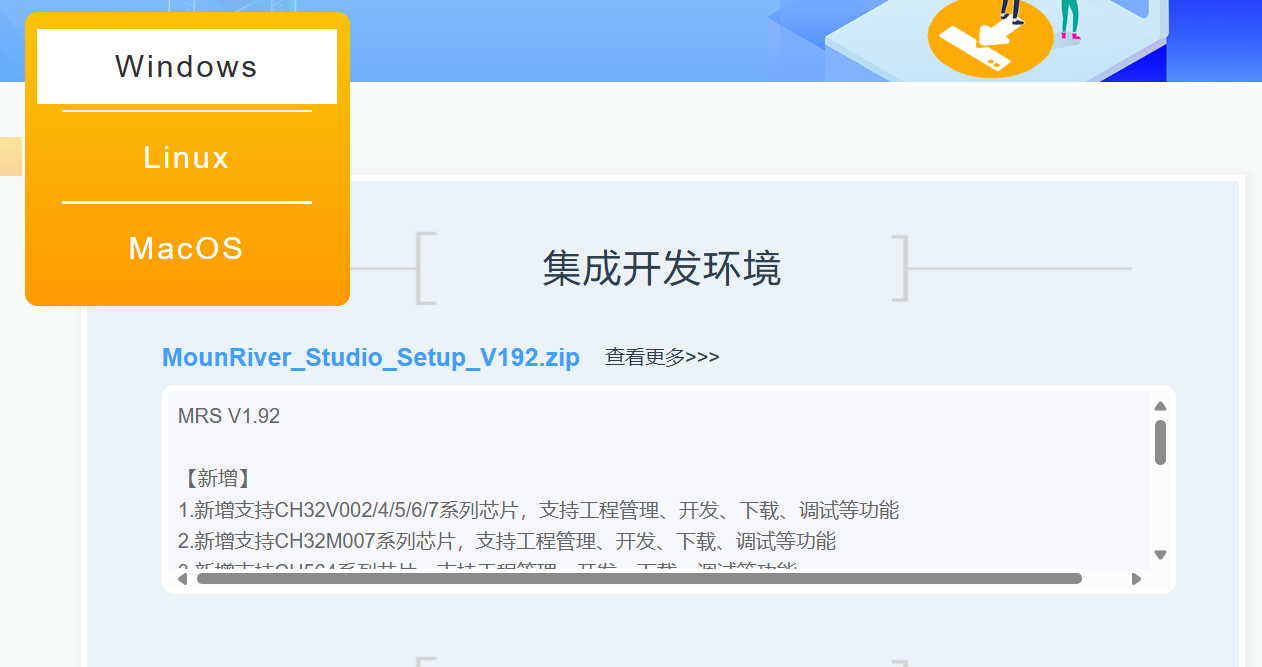 Windows
Linux
MacOS
集成开发环境
MounRiver_Studio_Setup_V192.zip 查看更多>>>
MRS V1.92
【新增】
1.新增支持CH32V002/4/5/6/7系列芯片，支持工程管理、开发、下载、调试等功能
2.新增支持CH32M007系列芯片，支持工程管理、开发、下载、调试等功能